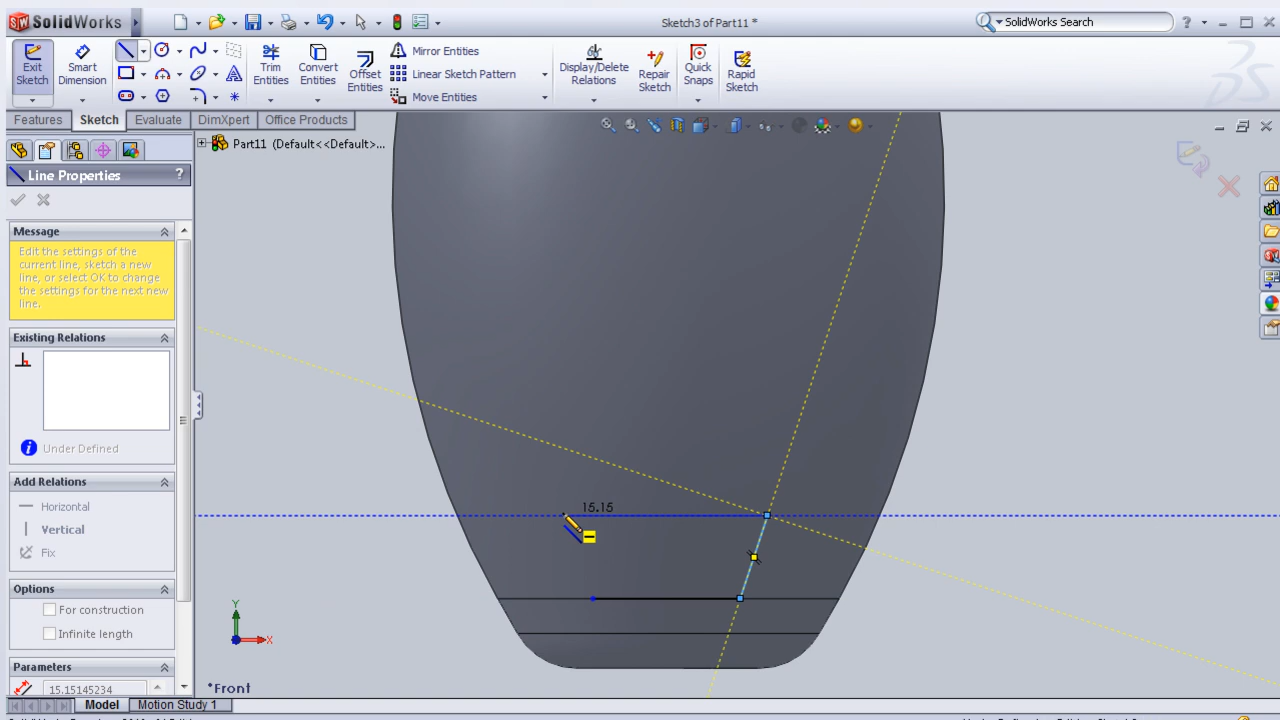 SolidWorks
Sketch3 of Part11 *
SolidWorks Search
?
Exit Sketch
Smart Dimension
Trim Entities
Convert Entities
Offset Entities
Mirror Entities
Linear Sketch Pattern
Move Entities
Display/Delete Relations
Repair Sketch
Quick Snaps
Rapid Sketch
Features
Sketch
Evaluate
DimXpert
Office Products
Part11 (Default<<Default>...
Line Properties
?
Message
Edit the settings of the
current line, sketch a new
line, or select OK to change
the settings for the next new
line.
Existing Relations
Under Defined
Add Relations
Horizontal
Vertical
Fix
Options
For construction
Infinite length
Parameters
15.15145234
15.15
Y
X
*Front
Model
Motion Study 1